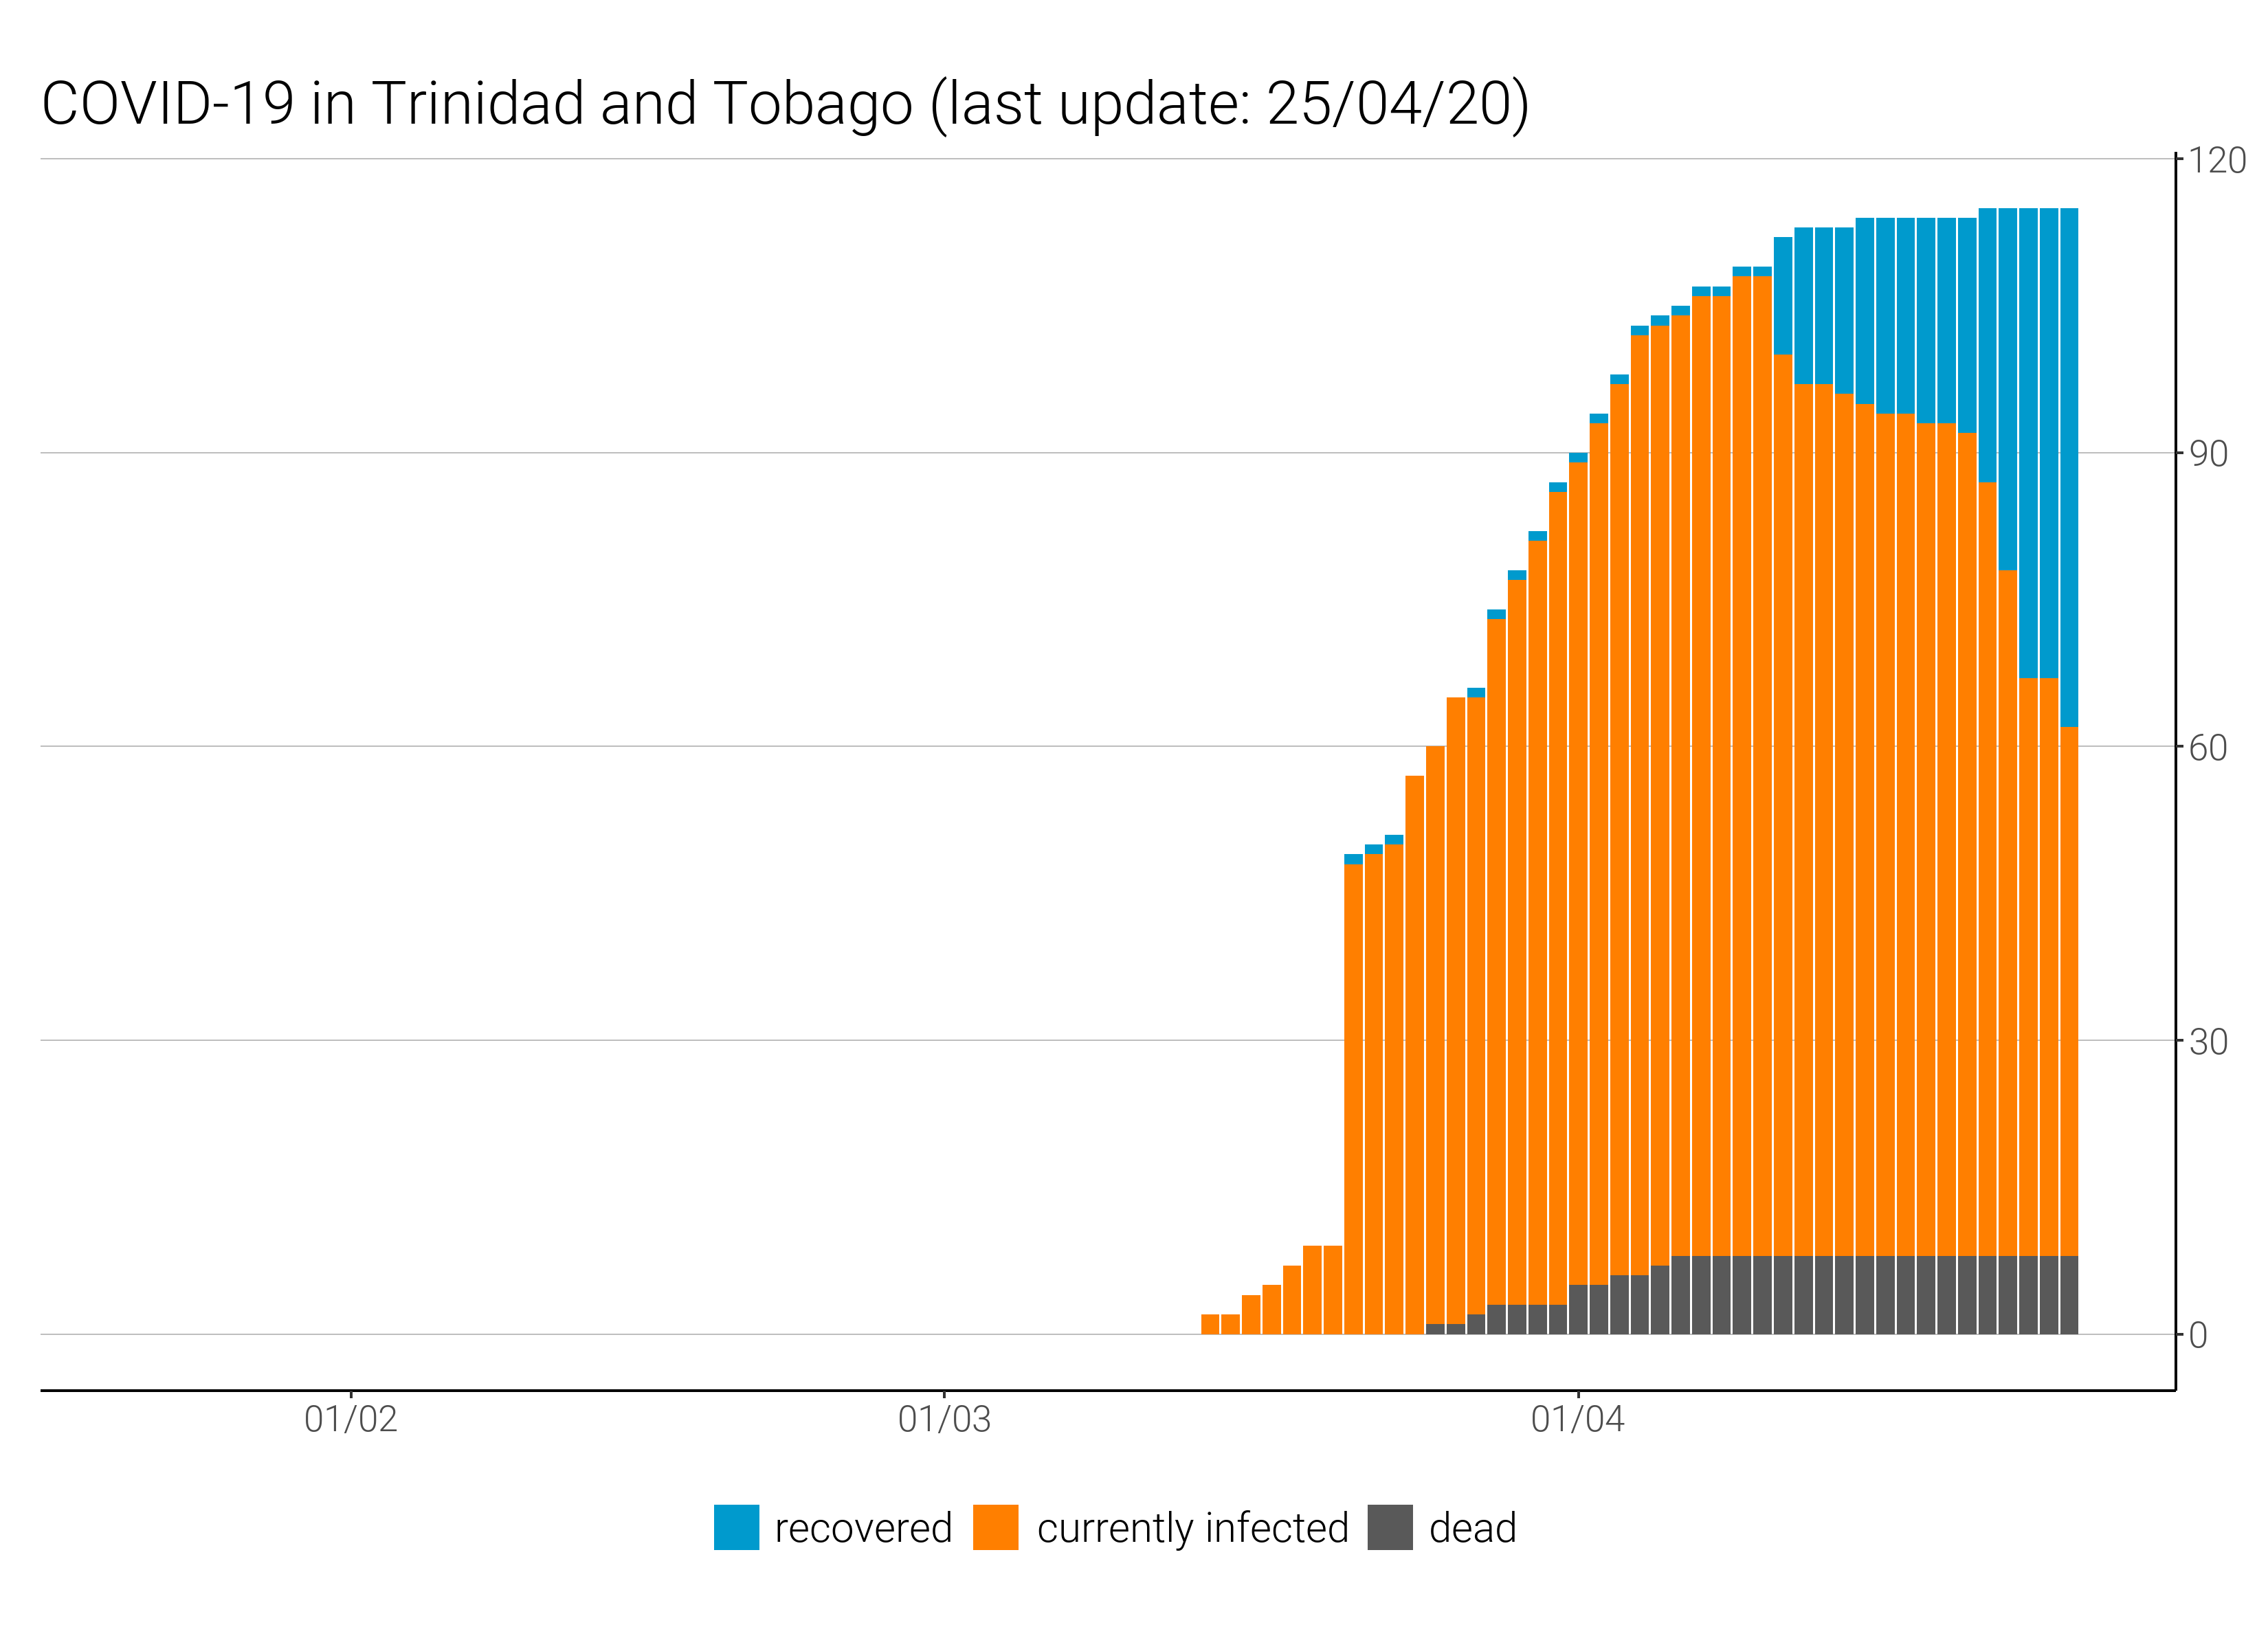 COVID-19 in Trinidad and Tobago (last update: 25/04/20)
120
90
60
30
0
01/02 01/03 01/04
recovered currently infected dead